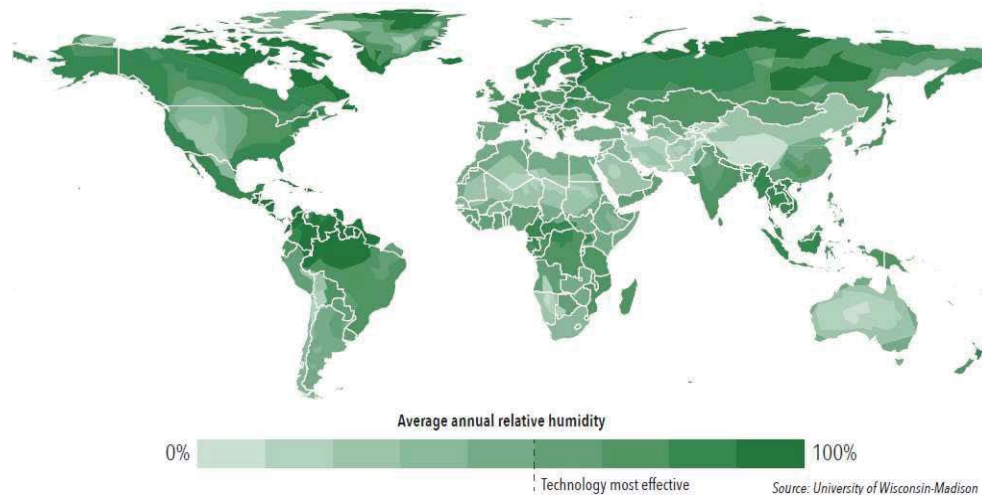 Average annual relative humidity
0% 100%
Technology most effective
Source: University of Wisconsin-Madison